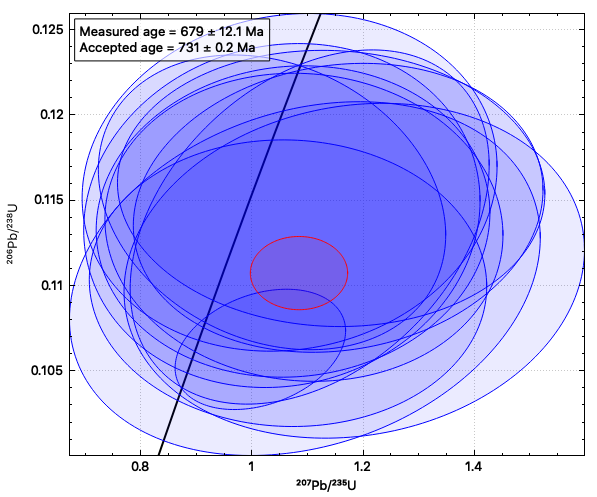 Measured age = 679 ± 12.1 Ma
Accepted age = 731 ± 0.2 Ma
0.125
0.12
0.115
0.11
0.105
²⁰⁶Pb/²³⁸U
0.8 1 1.2 1.4
²⁰⁷Pb/²³⁵U